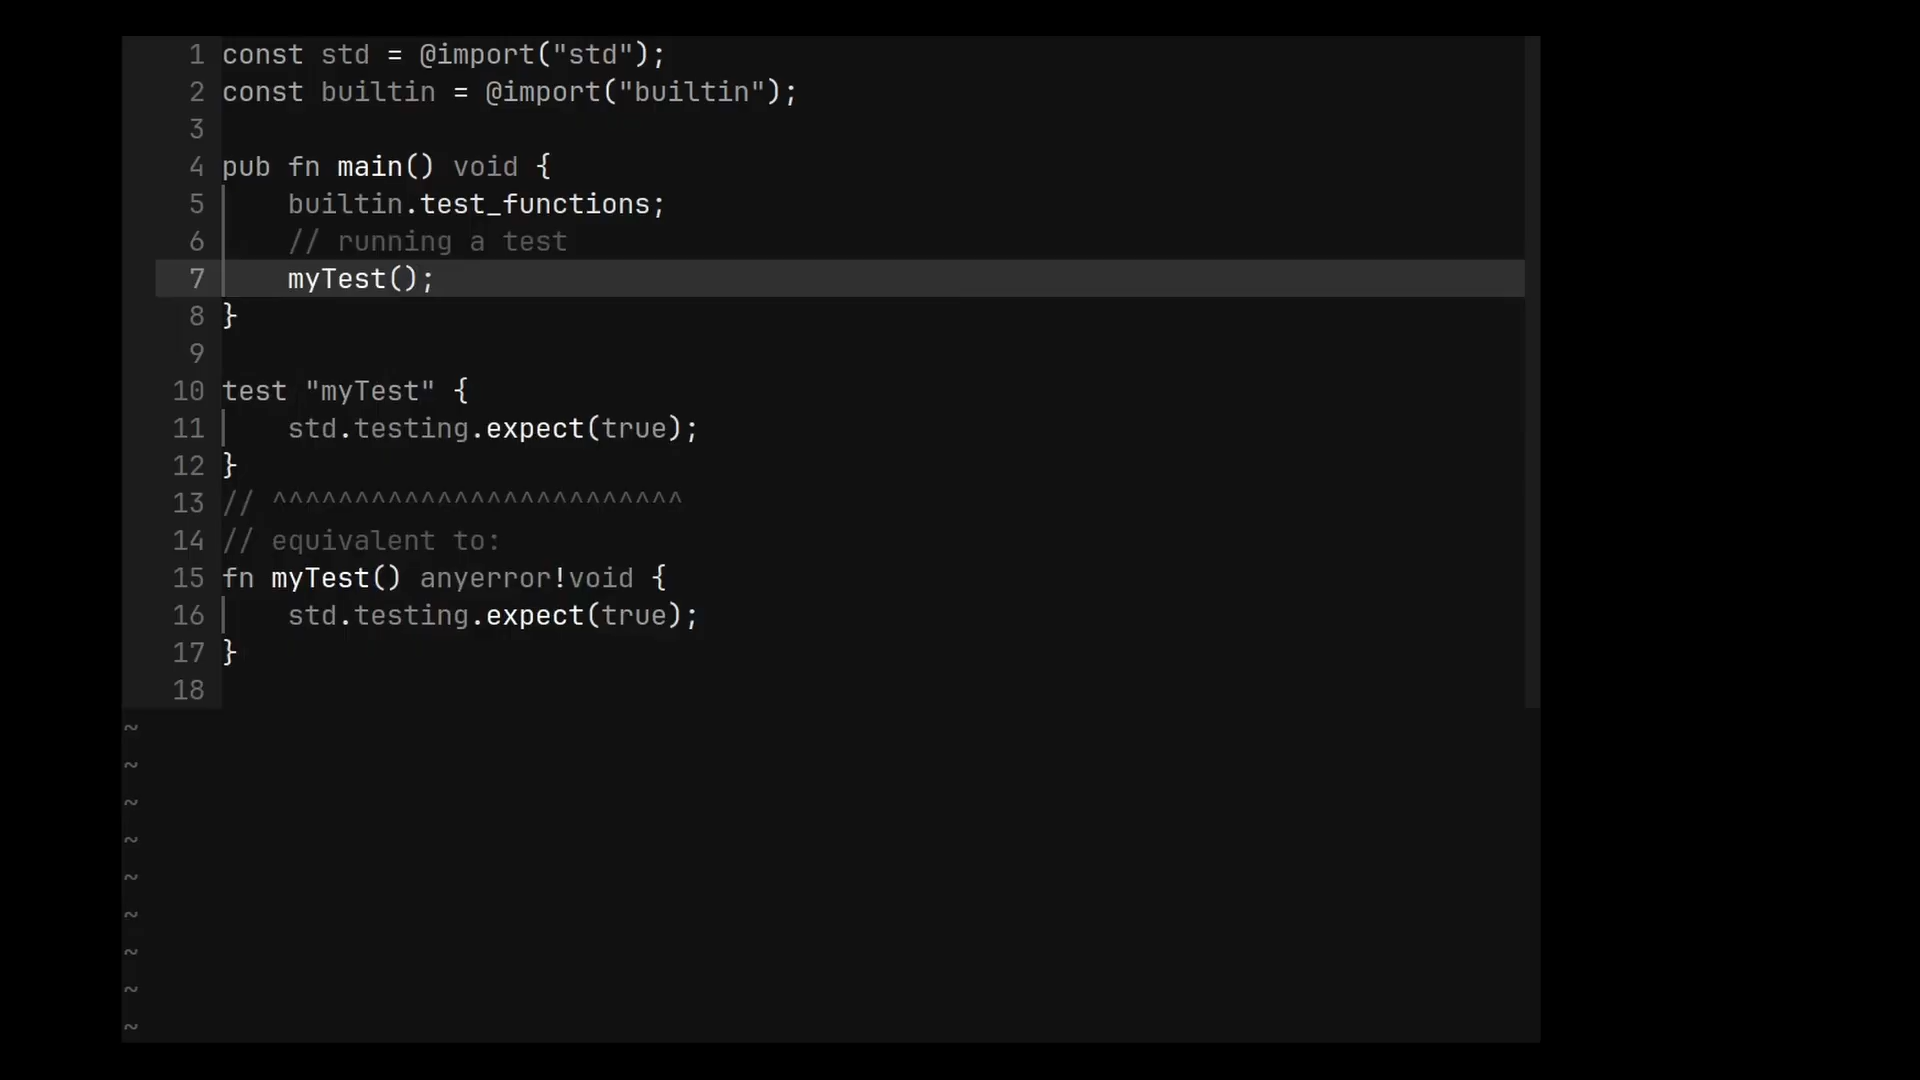 1 const std = @import("std");
2 const builtin = @import("builtin");
3
4 pub fn main() void {
5     builtin.test_functions;
6     // running a test
7     myTest();
8 }
9
10 test "myTest" {
11     std.testing.expect(true);
12 }
13 // ^^^^^^^^^^^^^^^^^^^^^^^^^
14 // equivalent to:
15 fn myTest() anyerror!void {
16     std.testing.expect(true);
17 }
18
~
~
~
~
~
~
~
~
~